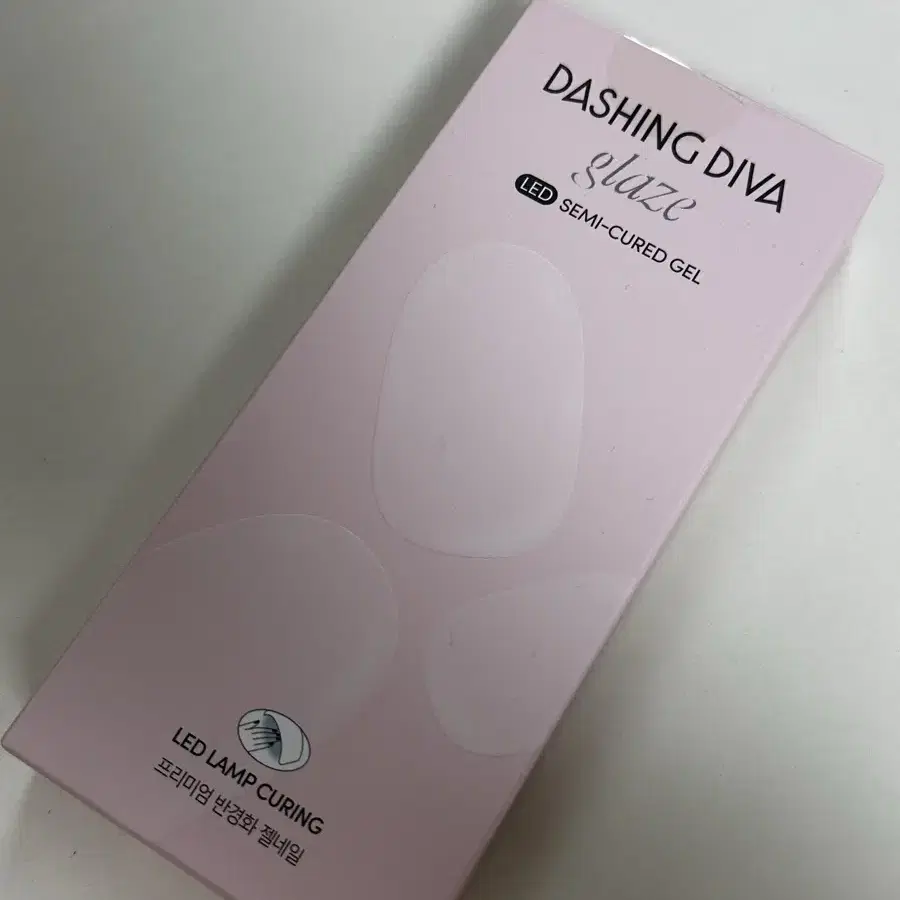 DASHING DIVA
glaze
LED SEMI-CURED GEL
LED LAMP CURING
프리미엄 반경화 젤네일